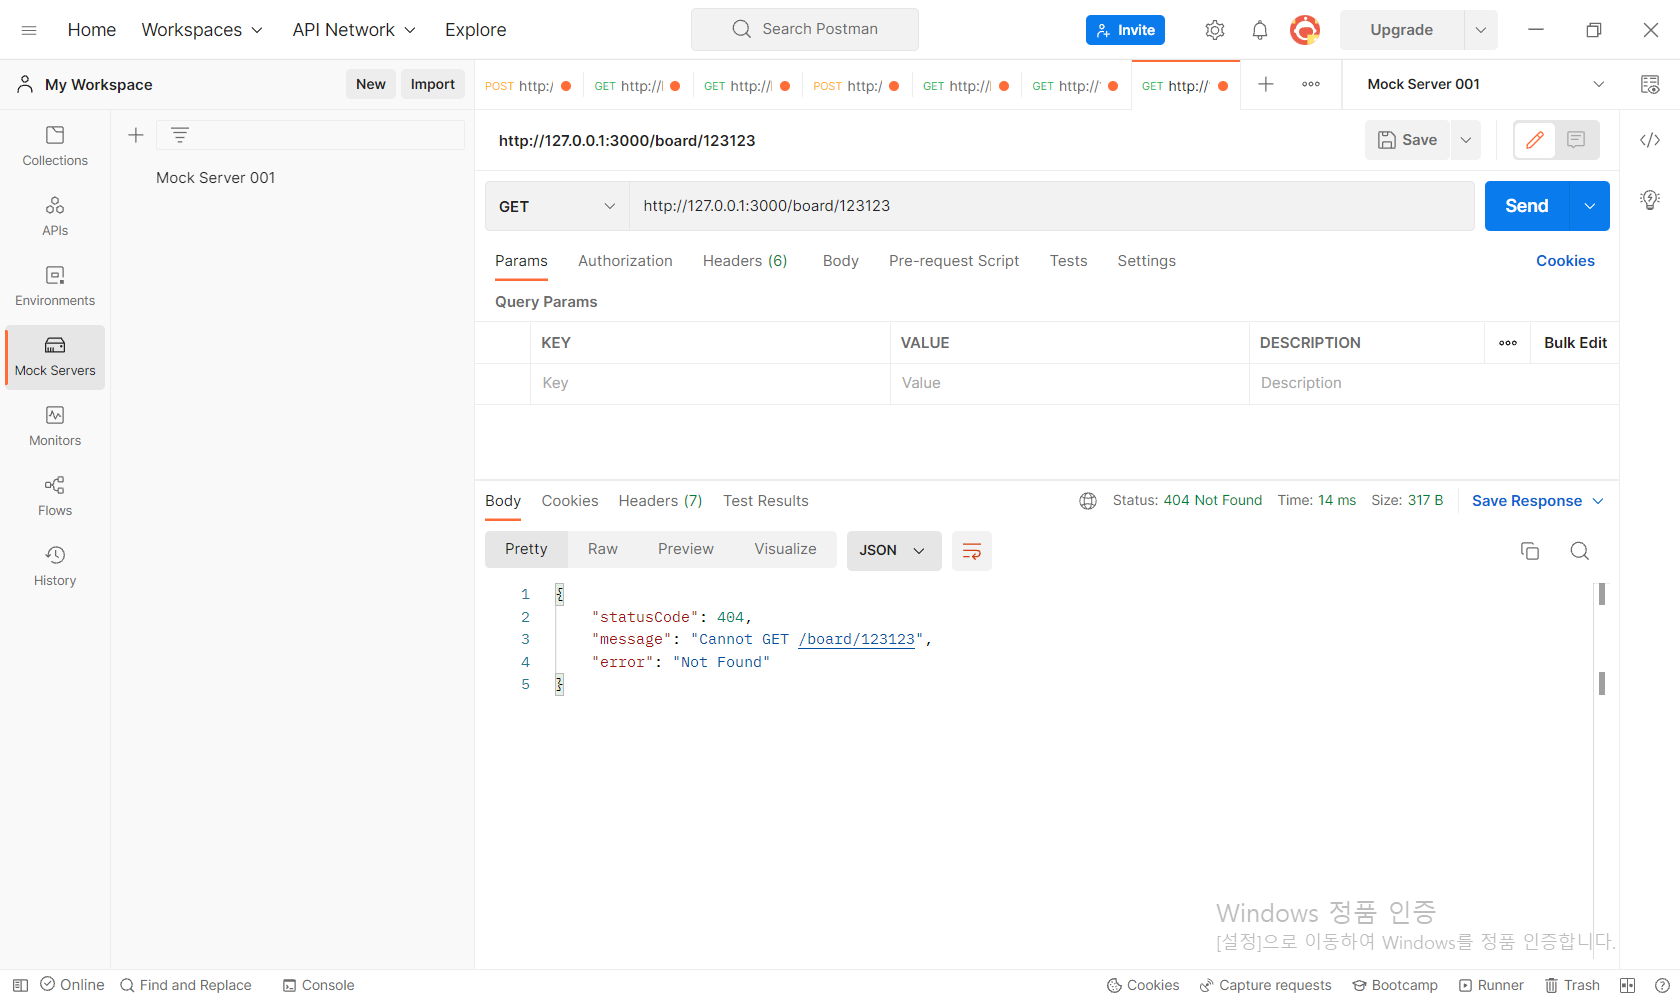 Home Workspaces API Network Explore Search Postman Invite Upgrade
My Workspace New Import POST http:/ GET http://l GET http://l POST http:/ GET http://l GET http://' GET http://' Mock Server 001
http://127.0.0.1:3000/board/123123 Save
Collections
Mock Server 001
GET http://127.0.0.1:3000/board/123123 Send
APIs
Params Authorization Headers (6) Body Pre-request Script Tests Settings Cookies
Environments
Query Params
KEY VALUE DESCRIPTION Bulk Edit
Mock Servers
Key Value Description
Monitors
Flows
History
Body Cookies Headers (7) Test Results Status: 404 Not Found Time: 14 ms Size: 317 B Save Response
Pretty Raw Preview Visualize JSON
1 {
2 "statusCode": 404,
3 "message": "Cannot GET /board/123123",
4 "error": "Not Found"
5 }
Windows 정품 인증
[설정]으로 이동하여 Windows를 정품 인증합니다.
Online Find and Replace Console Cookies Capture requests Bootcamp Runner Trash